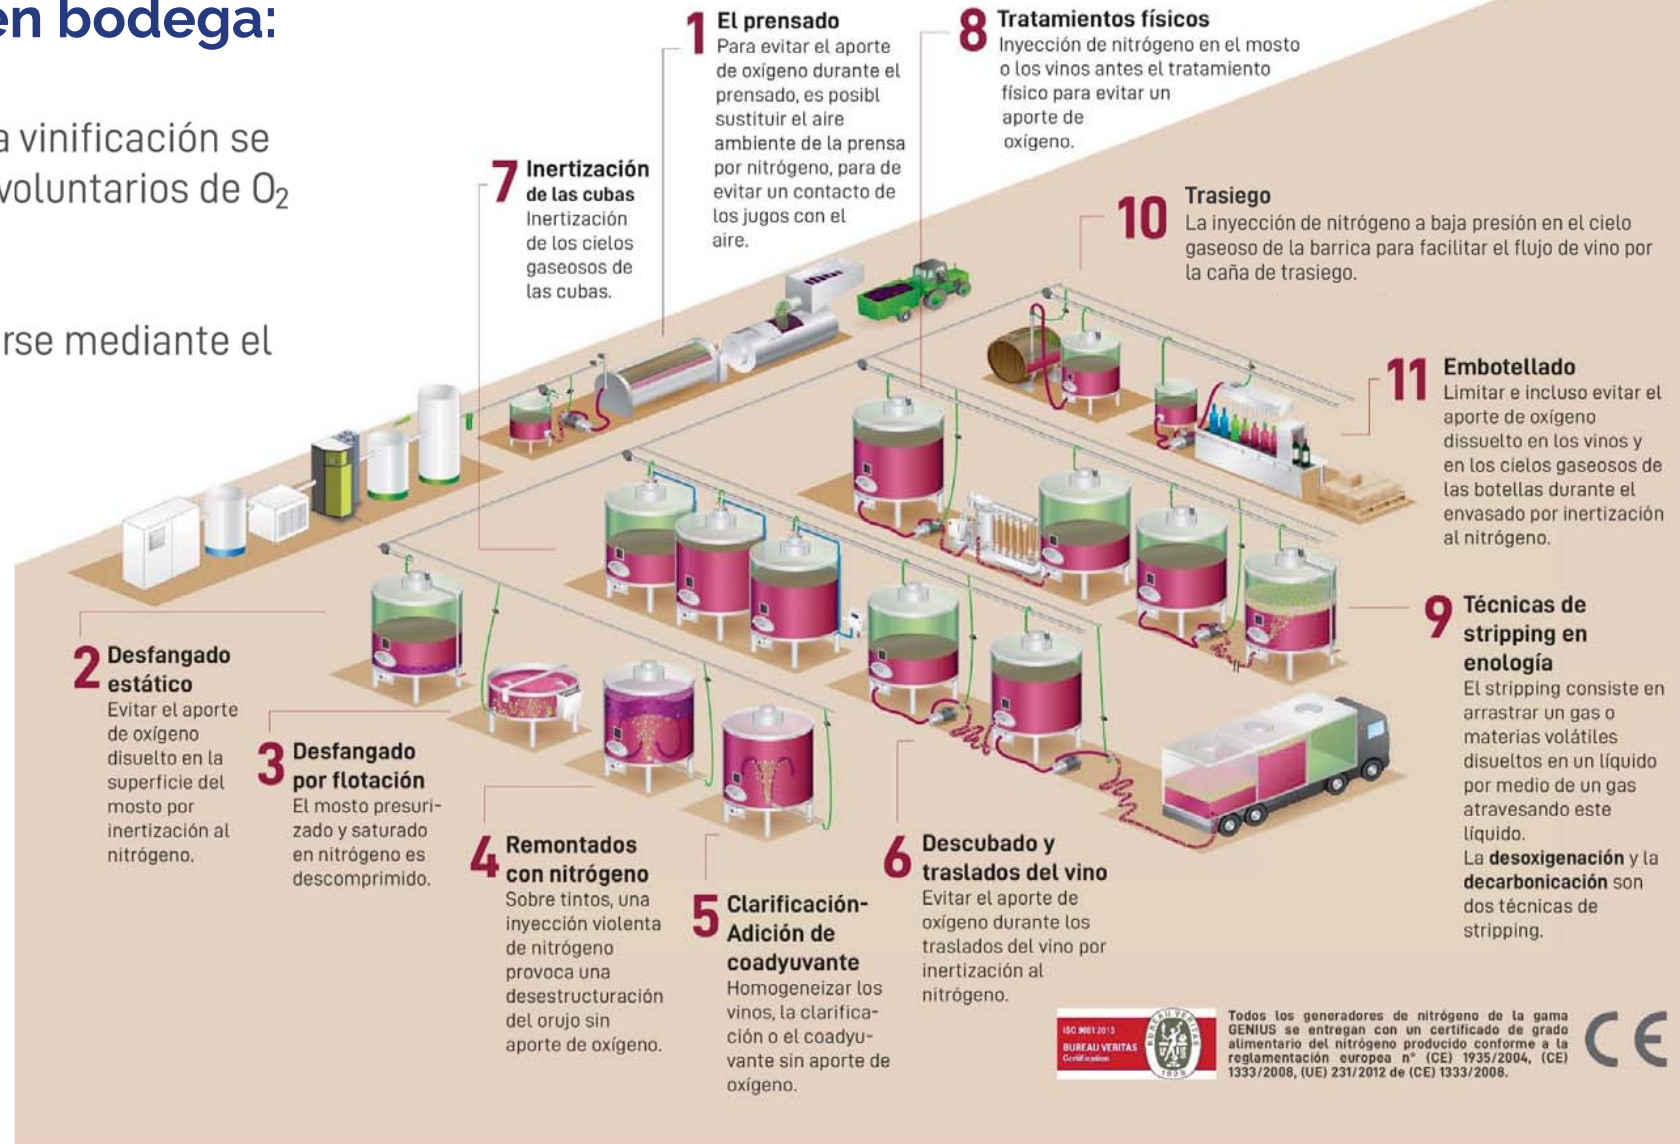 en bodega:
a vinificación se
voluntarios de O₂
rse mediante el
1 El prensado
Para evitar el aporte
de oxígeno durante el
prensado, es posibl
sustituir el aire
ambiente de la prensa
por nitrógeno, para de
evitar un contacto de
los jugos con el
aire.
8 Tratamientos físicos
Inyección de nitrógeno en el mosto
o los vinos antes el tratamiento
físico para evitar un
aporte de
oxígeno.
7 Inertización
de las cubas
Inertización
de los cielos
gaseosos de
las cubas.
10 Trasiego
La inyección de nitrógeno a baja presión en el cielo
gaseoso de la barrica para facilitar el flujo de vino por
la caña de trasiego.
11 Embotellado
Limitar e incluso evitar el
aporte de oxígeno
dissuelto en los vinos y
en los cielos gaseosos de
las botellas durante el
envasado por inertización
al nitrógeno.
9 Técnicas de
stripping en
enología
El stripping consiste en
arrastrar un gas o
materias volátiles
disueltos en un líquido
por medio de un gas
atravesando este
líquido.
La desoxigenación y la
decarbonicación son
dos técnicas de
stripping.
2 Desfangado
estático
Evitar el aporte
de oxígeno
disuelto en la
superficie del
mosto por
inertización al
nitrógeno.
3 Desfangado
por flotación
El mosto presuri-
zado y saturado
en nitrógeno es
descomprimido.
4 Remontados
con nitrógeno
Sobre tintos, una
inyección violenta
de nitrógeno
provoca una
desestructuración
del orujo sin
aporte de oxígeno.
5 Clarificación-
Adición de
coadyuvante
Homogeneizar los
vinos, la clarifica-
ción o el coadyu-
vante sin aporte de
oxígeno.
6 Descubado y
traslados del vino
Evitar el aporte de
oxígeno durante los
traslados del vino por
inertización al
nitrógeno.
ISO 9001:2015
BUREAU VERITAS
Certification
BUREAU VERITAS
1828
Todos los generadores de nitrógeno de la gama
GENIUS se entregan con un certificado de grado
alimentario del nitrógeno producido conforme a la
reglamentación europea n° (CE) 1935/2004, (CE)
1333/2008, (UE) 231/2012 de (CE) 1333/2008.
CE